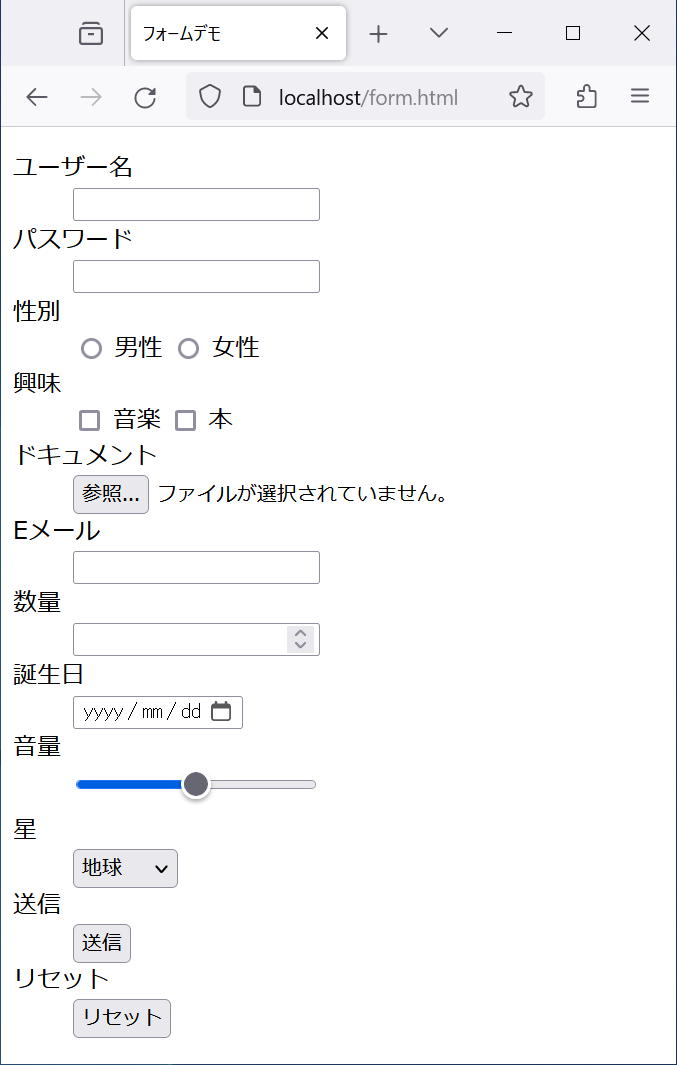 フォームデモ
localhost/form.html
ユーザー名
パスワード
性別
男性 女性
興味
音楽 本
ドキュメント
参照... ファイルが選択されていません。
Eメール
数量
誕生日
yyyy / mm / dd
音量
星
地球
送信
送信
リセット
リセット